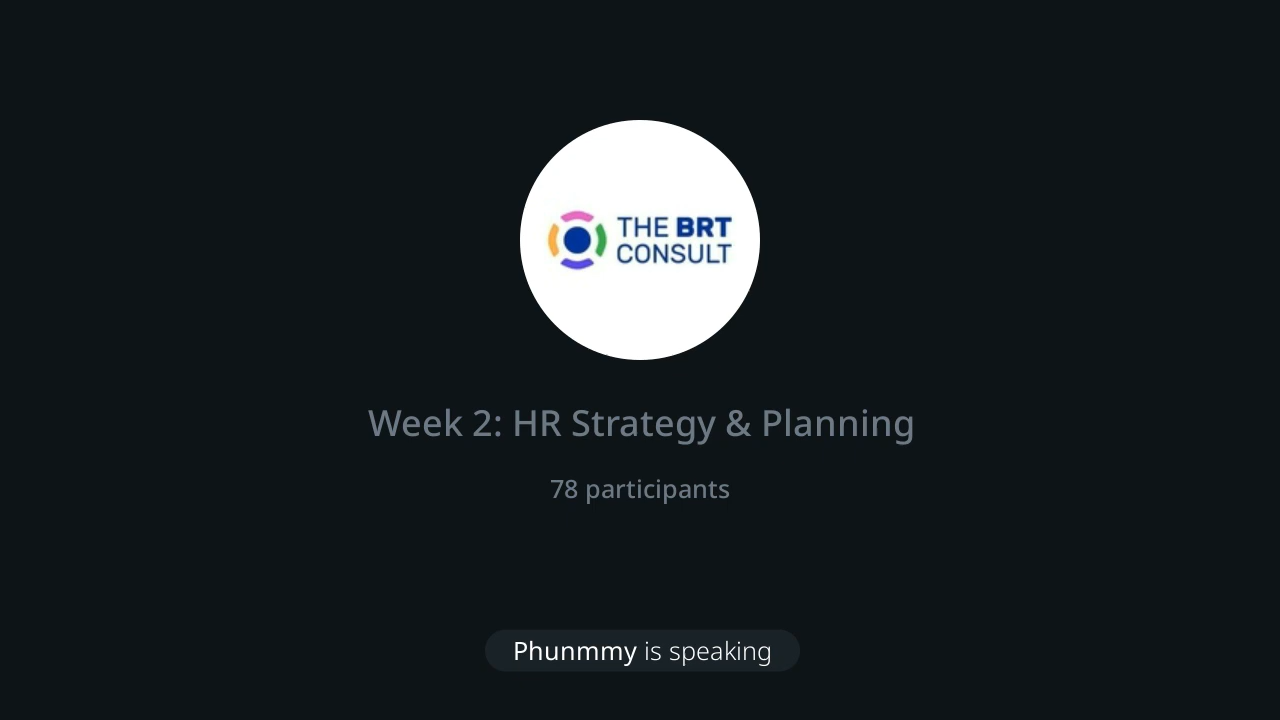 THE BRT
CONSULT
Week 2: HR Strategy & Planning
78 participants
Phunmmy is speaking